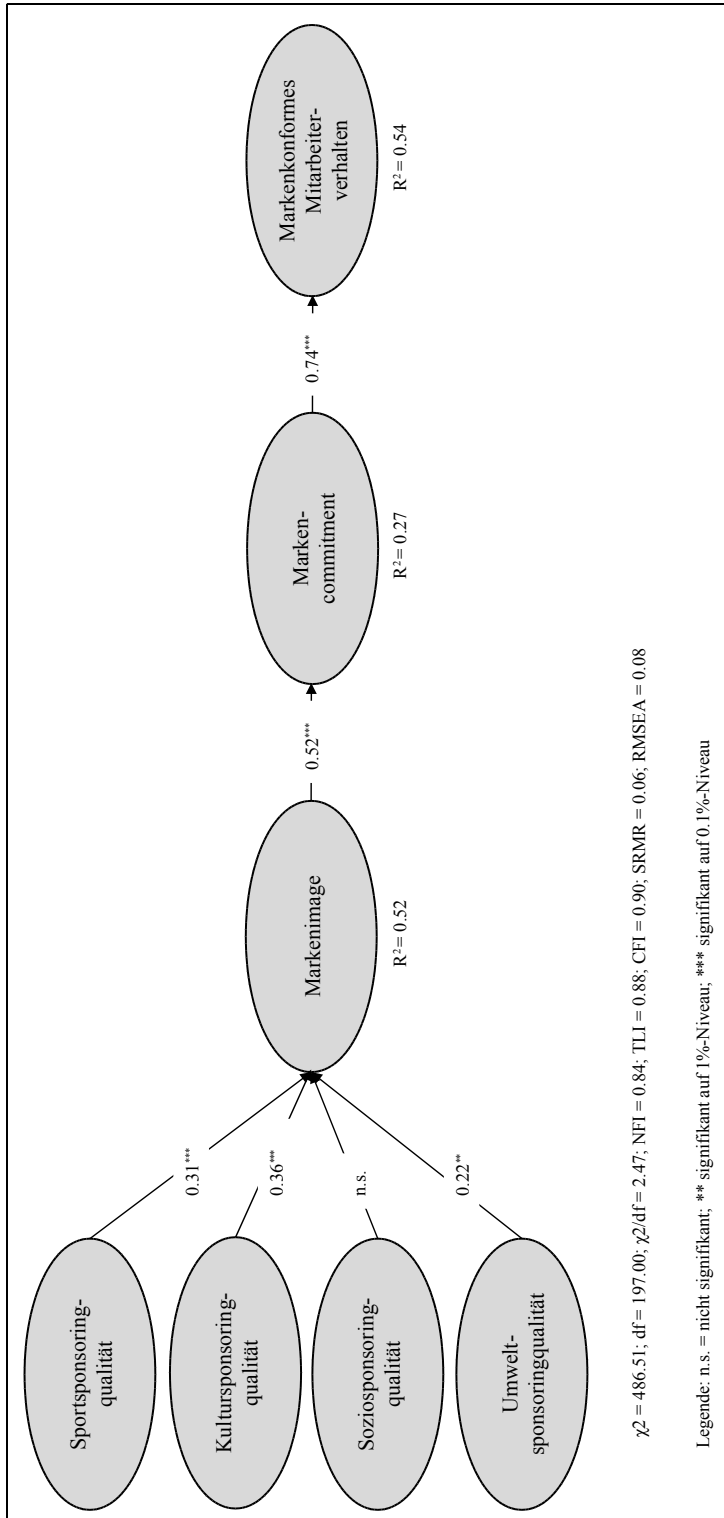 Sportsponsoring-
qualität
Kultursponsoring-
qualität
Soziosponsoring-
qualität
Umwelt-
sponsoringqualität
0.31***
0.36***
n.s.
0.22**
Markenimage
R² = 0.52
0.52***
Marken-
commitment
R² = 0.27
0.74***
Markenkonformes
Mitarbeiter-
verhalten
R² = 0.54
χ2 = 486.51; df = 197.00; χ2/df = 2.47; NFI = 0.84; TLI = 0.88; CFI = 0.90; SRMR = 0.06; RMSEA = 0.08
Legende: n.s. = nicht signifikant; ** signifikant auf 1%-Niveau; *** signifikant auf 0.1%-Niveau